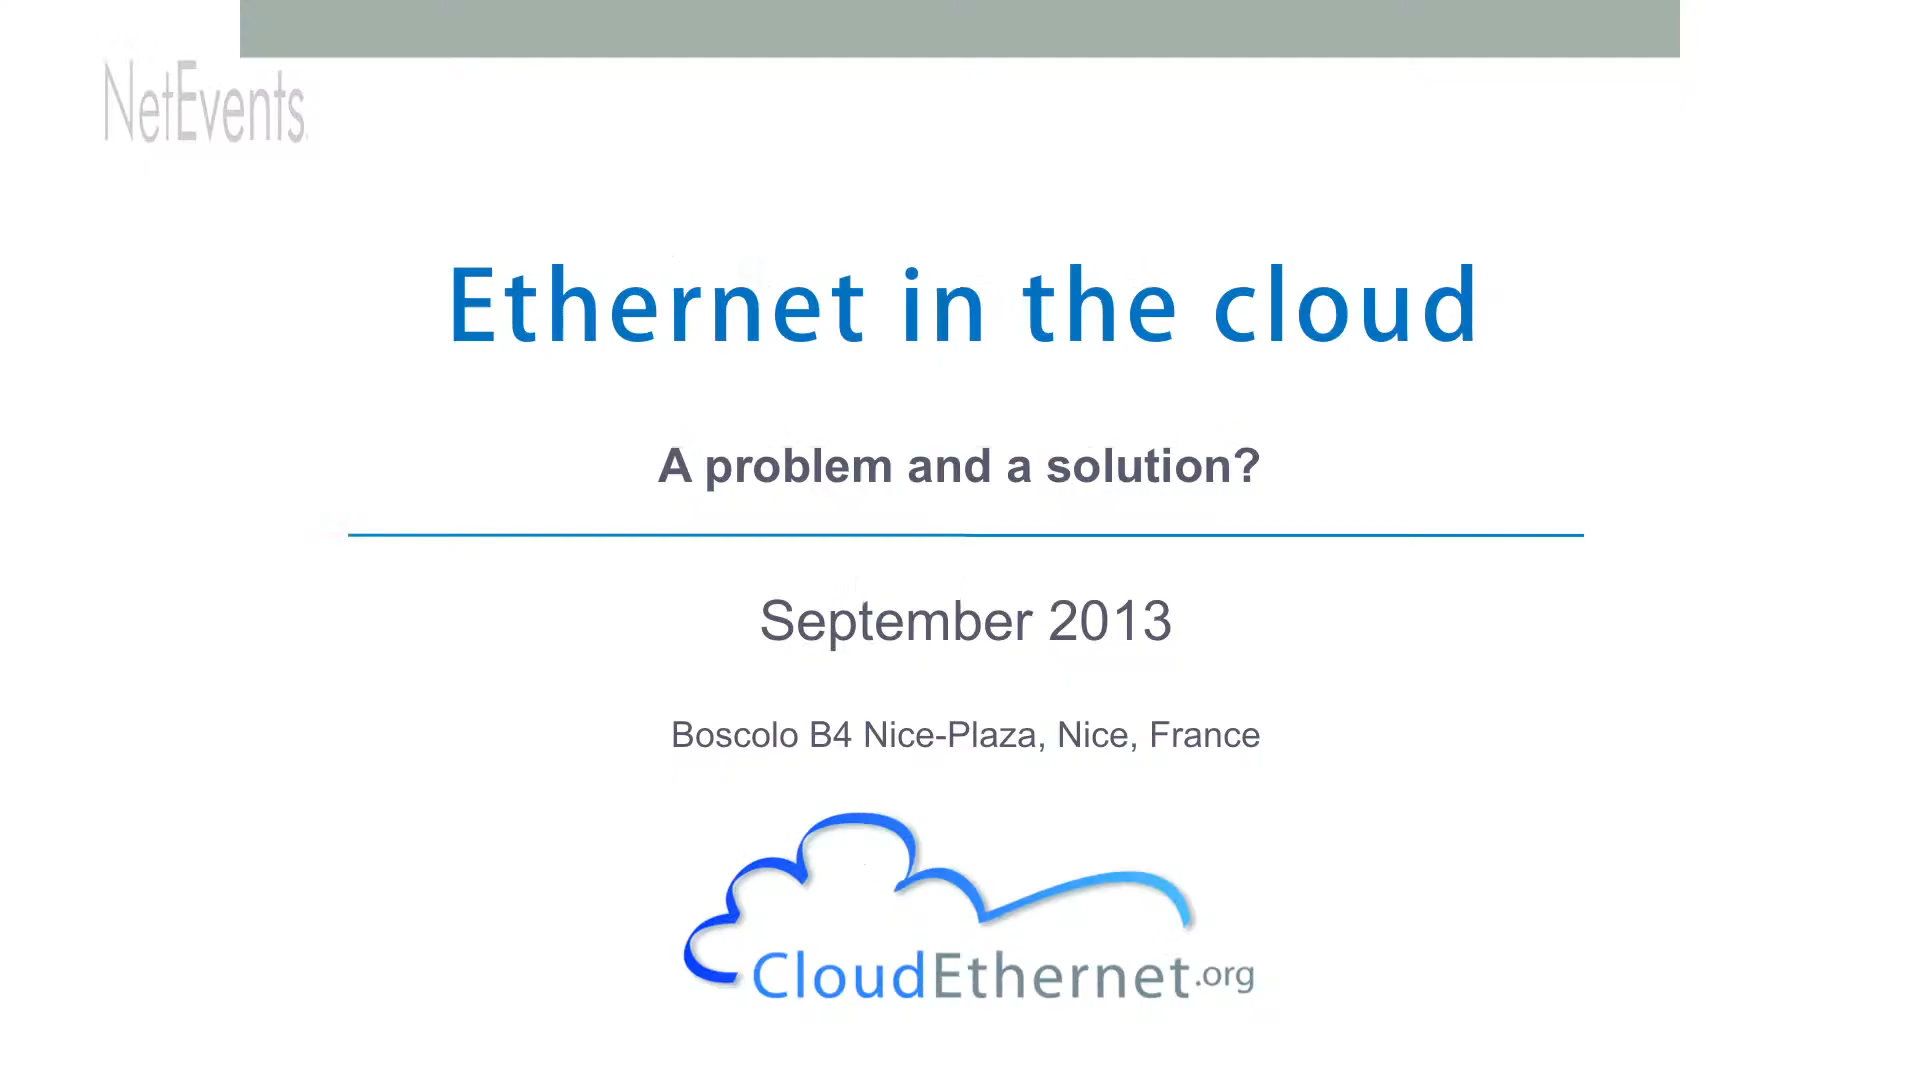 NetEvents
Ethernet in the cloud
A problem and a solution?
September 2013
Boscolo B4 Nice-Plaza, Nice, France
CloudEthernet.org